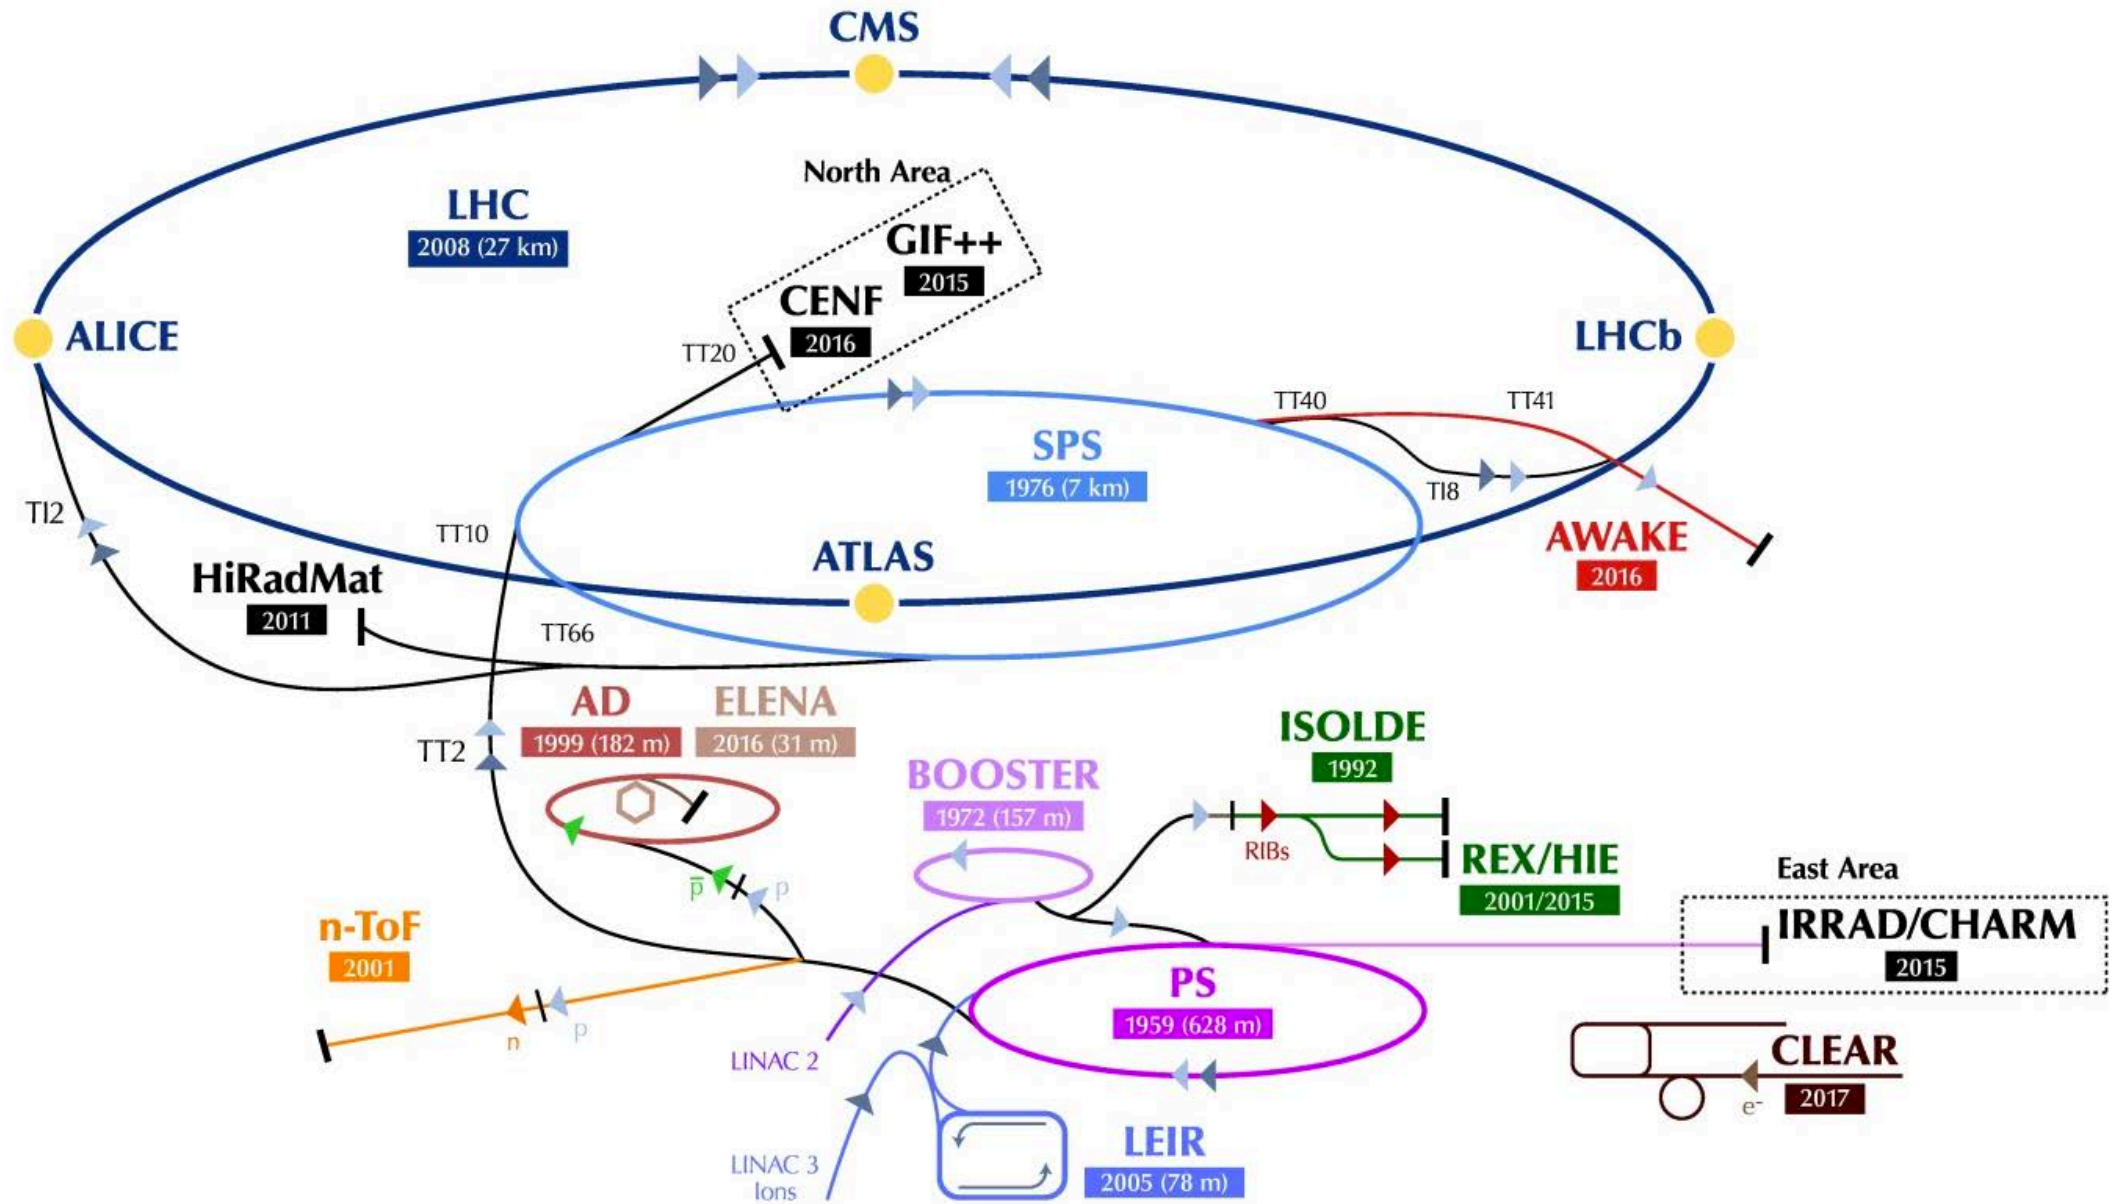 CMS
North Area
LHC
2008 (27 km)
GIF++
2015
CENF
2016
ALICE
LHCb
TT20
TT40
TT41
SPS
1976 (7 km)
TI8
TI2
TT10
AWAKE
2016
ATLAS
HiRadMat
2011
TT66
AD
1999 (182 m)
ELENA
2016 (31 m)
TT2
ISOLDE
1992
BOOSTER
1972 (157 m)
RIBs
REX/HIE
2001/2015
p̅
p
East Area
IRRAD/CHARM
2015
n-ToF
2001
n
p
PS
1959 (628 m)
LINAC 2
CLEAR
2017
e-
LINAC 3
Ions
LEIR
2005 (78 m)